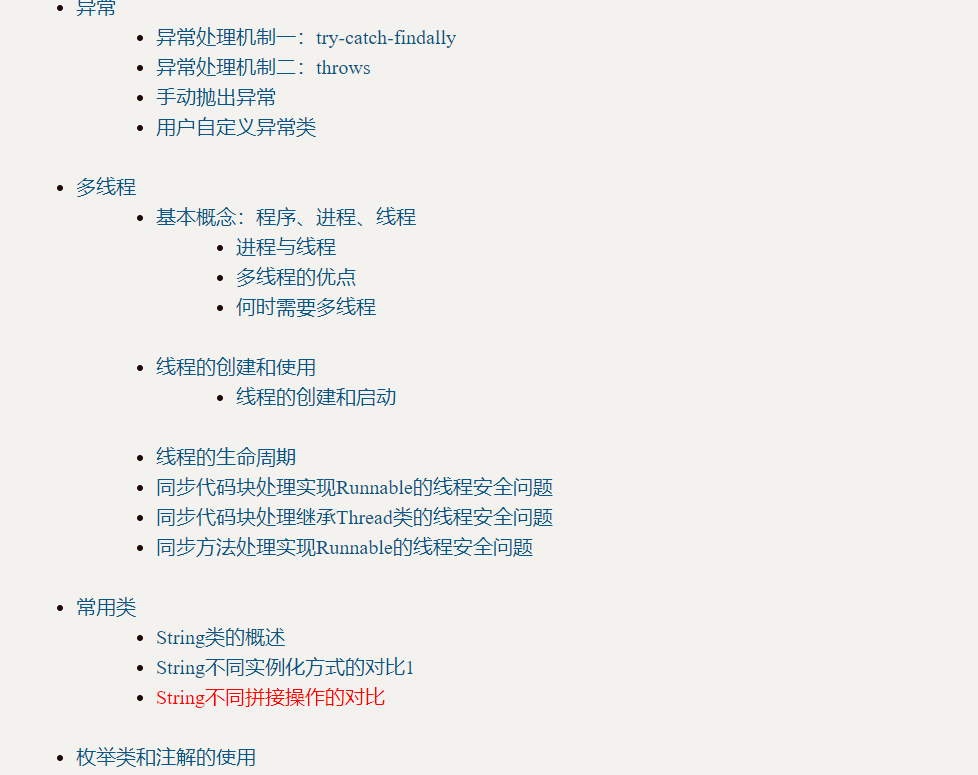 异常
异常处理机制一：try-catch-findally
异常处理机制二：throws
手动抛出异常
用户自定义异常类
多线程
基本概念：程序、进程、线程
进程与线程
多线程的优点
何时需要多线程
线程的创建和使用
线程的创建和启动
线程的生命周期
同步代码块处理实现Runnable的线程安全问题
同步代码块处理继承Thread类的线程安全问题
同步方法处理实现Runnable的线程安全问题
常用类
String类的概述
String不同实例化方式的对比1
String不同拼接操作的对比
枚举类和注解的使用